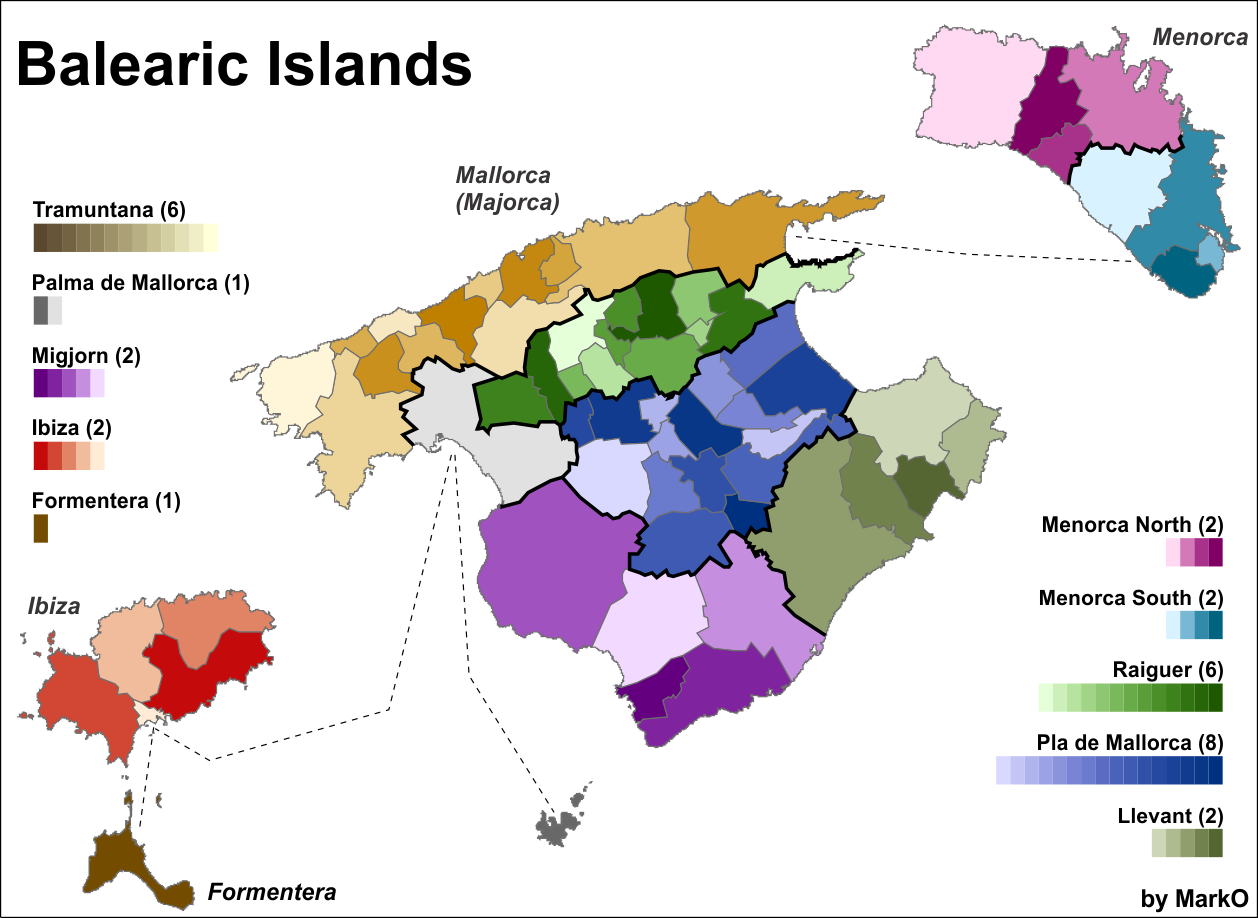 Balearic Islands
Menorca
Mallorca
(Majorca)
Tramuntana (6)
Palma de Mallorca (1)
Migjorn (2)
Ibiza (2)
Formentera (1)
Menorca North (2)
Menorca South (2)
Raiguer (6)
Pla de Mallorca (8)
Llevant (2)
Ibiza
Formentera
by MarkO